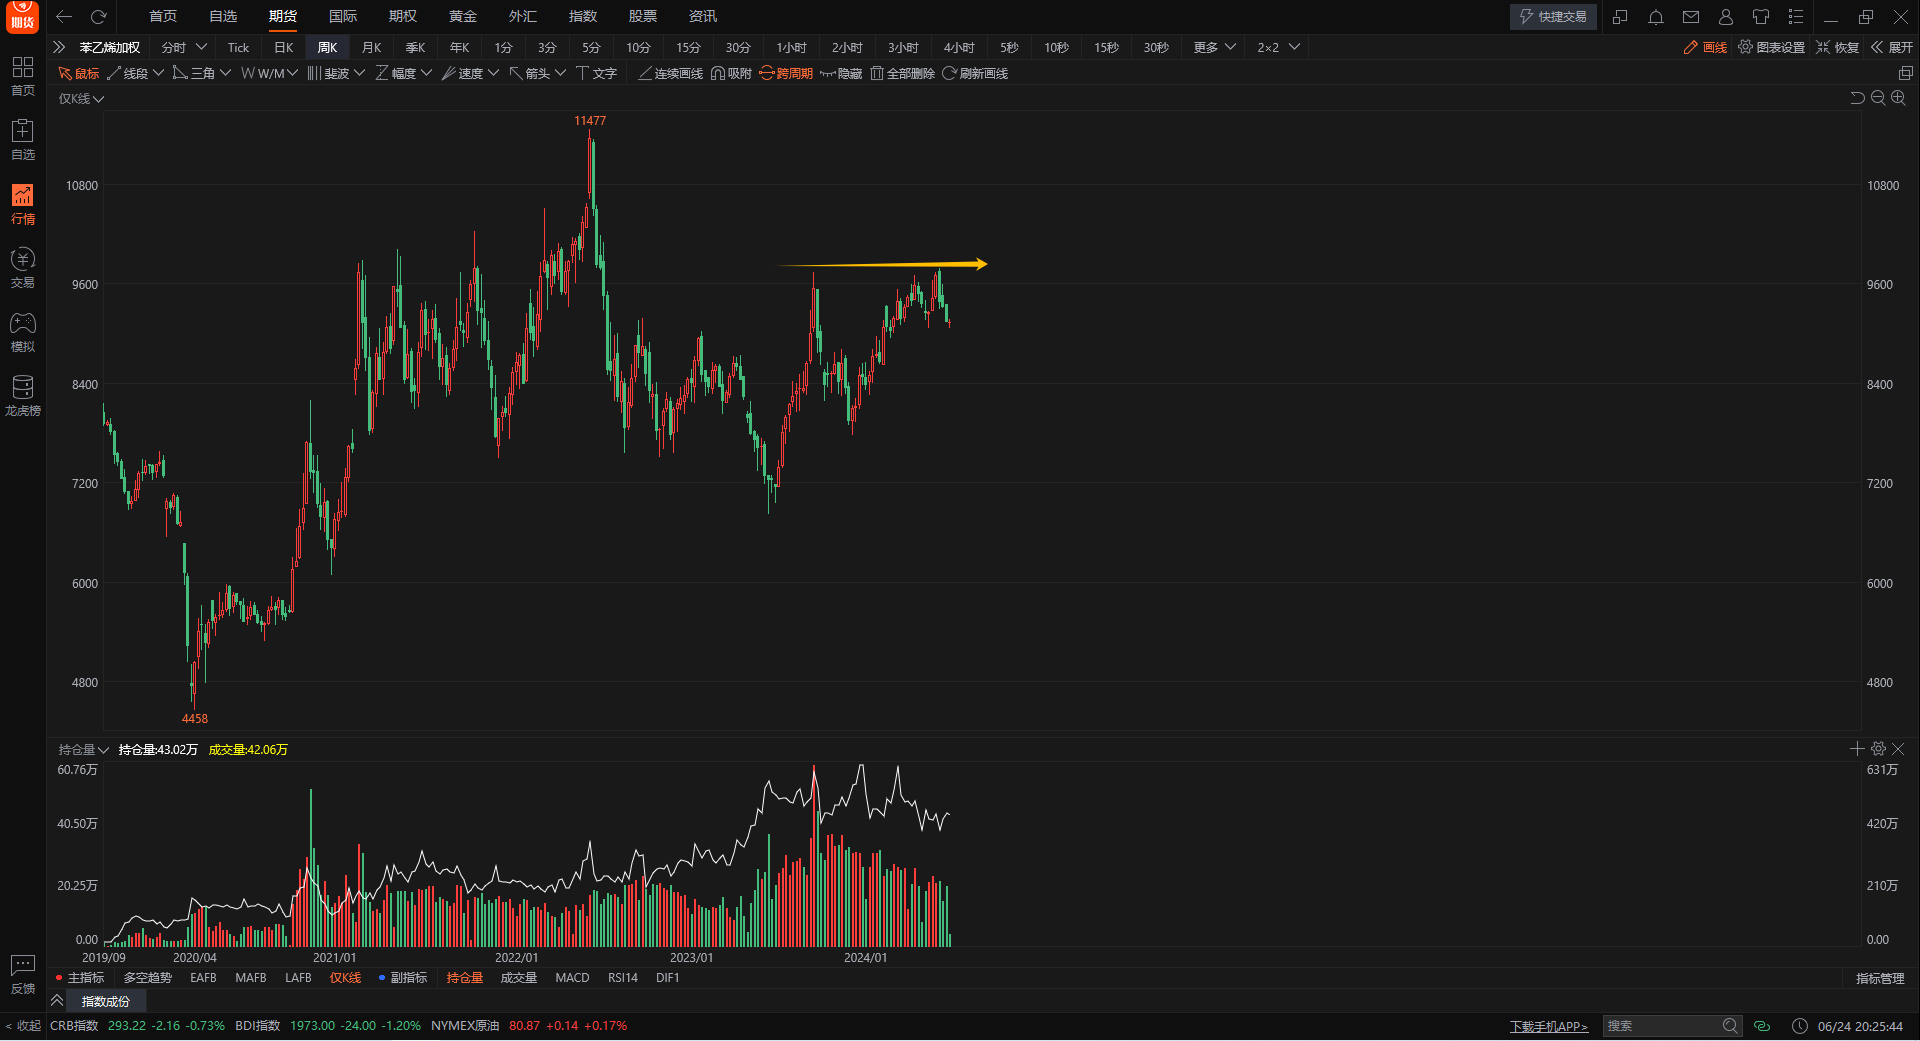 期货
首页 自选 期货 国际 期权 黄金 外汇 指数 股票 资讯 快捷交易
苯乙烯加权 分时 Tick 日K 周K 月K 季K 年K 1分 3分 5分 10分 15分 30分 1小时 2小时 3小时 4小时 5秒 10秒 15秒 30秒 更多 2×2 画线 图表设置 恢复 展开
鼠标 线段 三角 W/M 斐波 幅度 速度 箭头 文字 连续画线 吸附 跨周期 隐藏 全部删除 刷新画线
首页
自选
行情
交易
模拟
龙虎榜
反馈
< 收起
仅K线
11477
10800 10800
9600 9600
8400 8400
7200 7200
6000 6000
4800 4800
4458
持仓量 持仓量:43.02万 成交量:42.06万
60.76万 631万
40.50万 420万
20.25万 210万
0.00 0.00
2019/09 2020/04 2021/01 2022/01 2023/01 2024/01
主指标 多空趋势 EAFB MAFB LAFB 仅K线 副指标 持仓量 成交量 MACD RSI14 DIF1 指标管理
指数成份
CRB指数 293.22 -2.16 -0.73% BDI指数 1973.00 -24.00 -1.20% NYMEX原油 80.87 +0.14 +0.17% 下载手机APP> 搜索 06/24 20:25:44